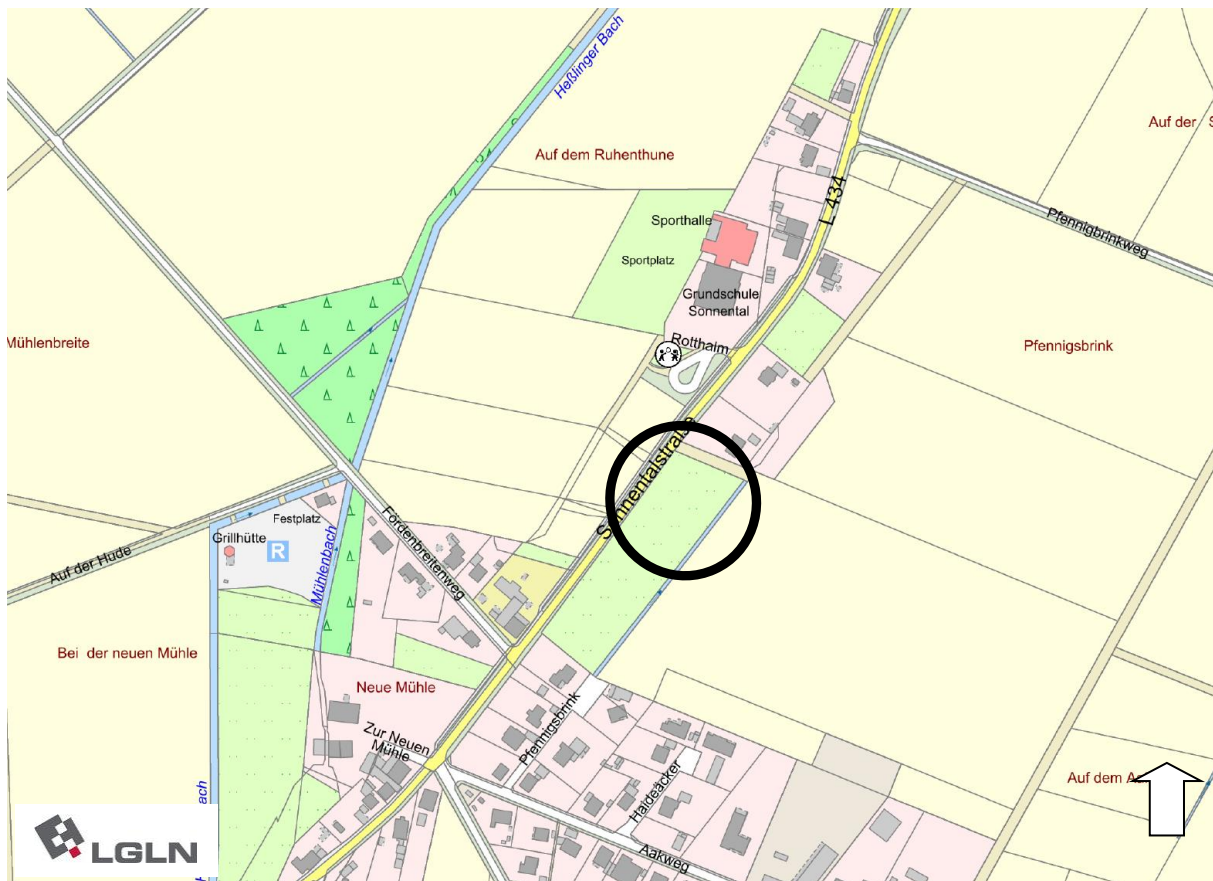 Heßlinger Bach
Auf der S
Auf dem Ruhenthune
L 434
Sporthalle
Pfennigbrinkweg
Sportplatz
Grundschule
Sonnental
Mühlenbreite
Rotthaim
Pfennigsbrink
Sonnentalstraße
Festplatz
Grillhütte
R
Fördenbreitenweg
Mühlenbach
Auf der Hude
Bei der neuen Mühle
Neue Mühle
Pfennigsbrink
Zur Neuen
Mühle
Haideäcker
Auf dem A
bach
LGLN
Aakweg